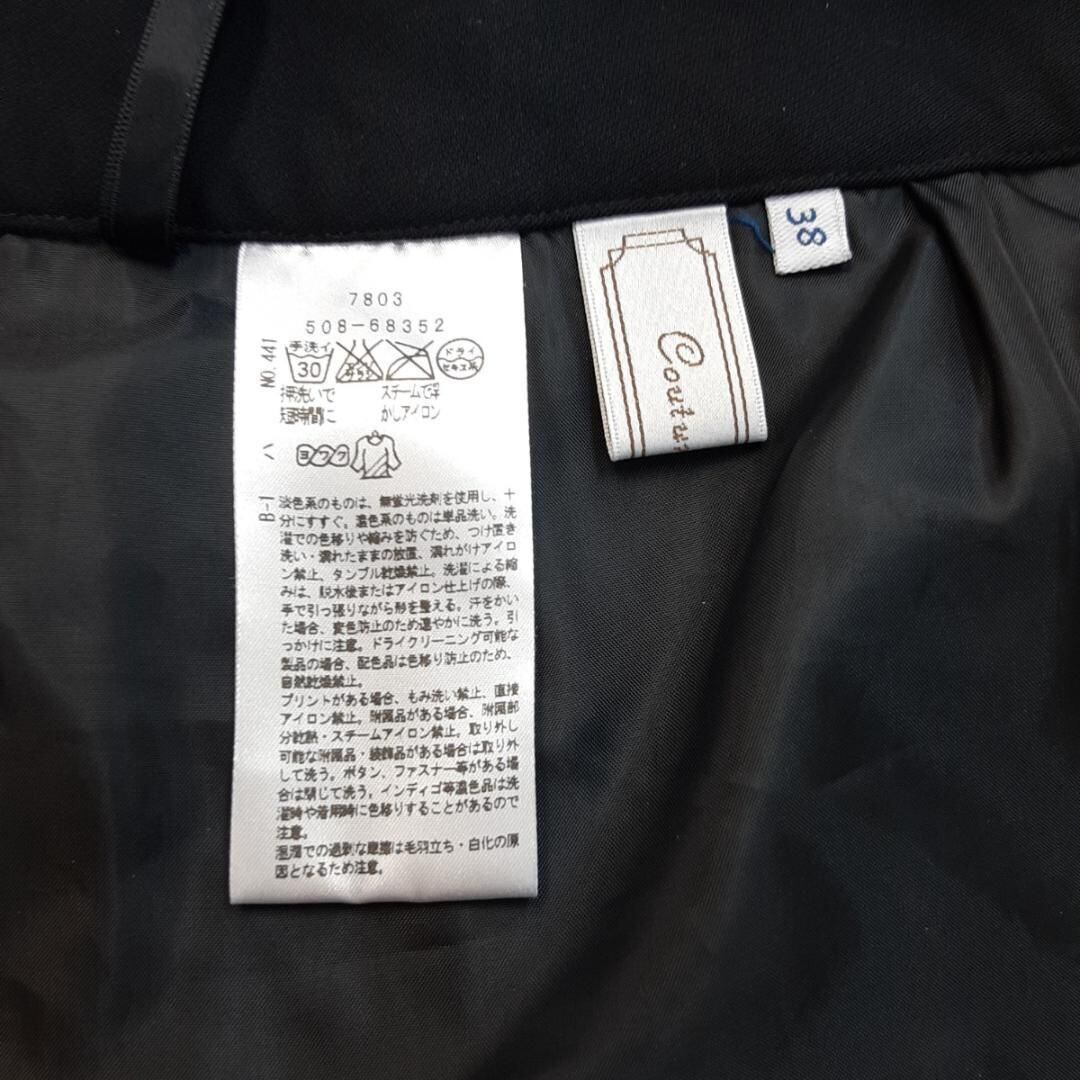 7803
508-68352
NO.441
手洗イ
30
エンソ
サラシ
ドライ
セキユ系
押洗いで
短時間に
スチームで浮
かしアイロン
ヨワク
ハ
B-1
淡色系のものは、無蛍光洗剤を使用し、十
分にすすぐ。濃色系のものは単品洗い。洗
濯での色移りや縮みを防ぐため、つけ置き
洗い・濡れたままの放置、濡れがけアイロ
ン禁止、タンブル乾燥禁止。洗濯による縮
みは、脱水後またはアイロン仕上げの際、
手で引っ張りながら形を整える。汗をかい
た場合、変色防止のため速やかに洗う。引
っかけに注意。ドライクリーニング可能な
製品の場合、配色品は色移り防止のため、
自然乾燥禁止。
プリントがある場合、もみ洗い禁止、直接
アイロン禁止。附属品がある場合、附属部
分乾熱・スチームアイロン禁止。取り外し
可能な附属品・装飾品がある場合は取り外
して洗う。ボタン、ファスナー等がある場
合は閉じて洗う。インディゴ等濃色品は洗
濯時や着用時に色移りすることがあるので
注意。
湿潤での過剰な摩擦は毛羽立ち・白化の原
因となるため注意。
Coutur
38